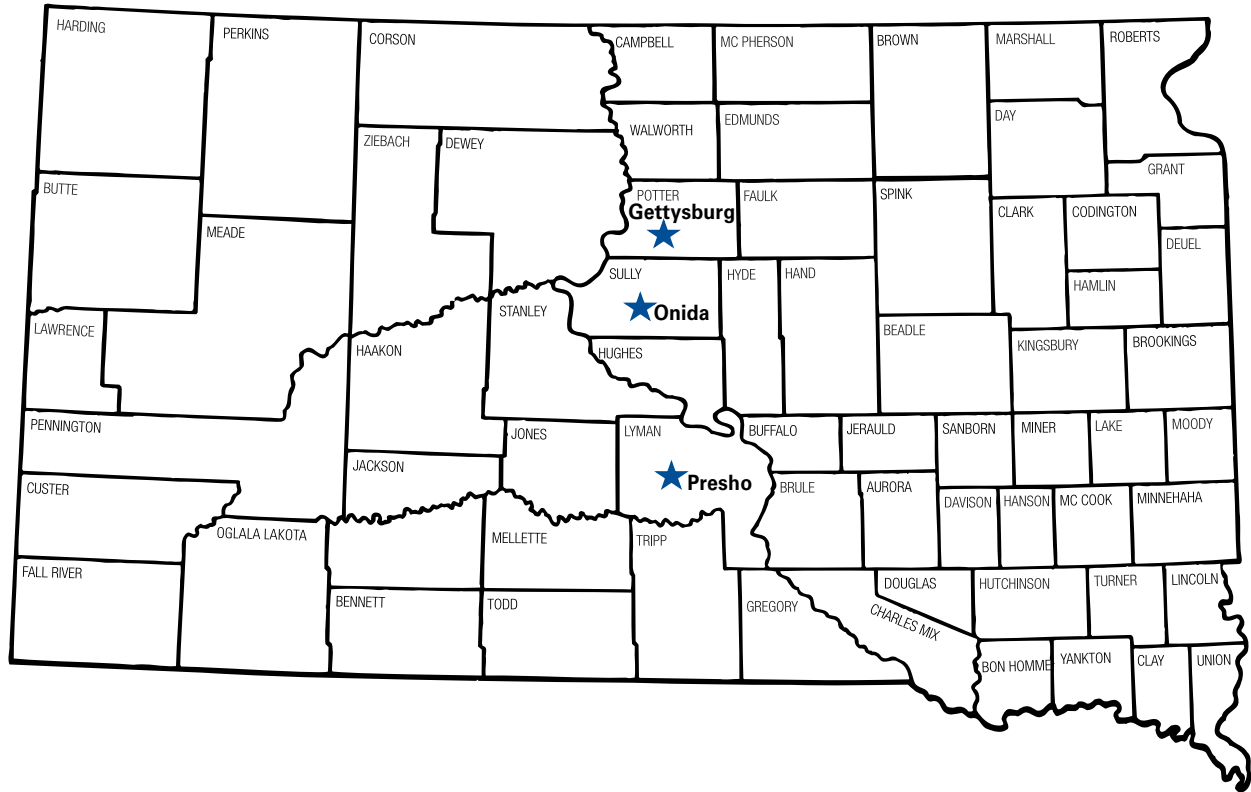 HARDING
PERKINS
CORSON
CAMPBELL
MC PHERSON
BROWN
MARSHALL
ROBERTS
WALWORTH
EDMUNDS
DAY
ZIEBACH
DEWEY
GRANT
BUTTE
POTTER
FAULK
SPINK
CLARK
CODINGTON
Gettysburg
MEADE
DEUEL
SULLY
HYDE
HAND
HAMLIN
Onida
STANLEY
LAWRENCE
BEADLE
KINGSBURY
BROOKINGS
HAAKON
HUGHES
PENNINGTON
JONES
LYMAN
BUFFALO
JERAULD
SANBORN
MINER
LAKE
MOODY
JACKSON
Presho
CUSTER
BRULE
AURORA
DAVISON
HANSON
MC COOK
MINNEHAHA
OGLALA LAKOTA
MELLETTE
TRIPP
FALL RIVER
DOUGLAS
HUTCHINSON
TURNER
LINCOLN
BENNETT
TODD
GREGORY
CHARLES MIX
BON HOMME
YANKTON
CLAY
UNION